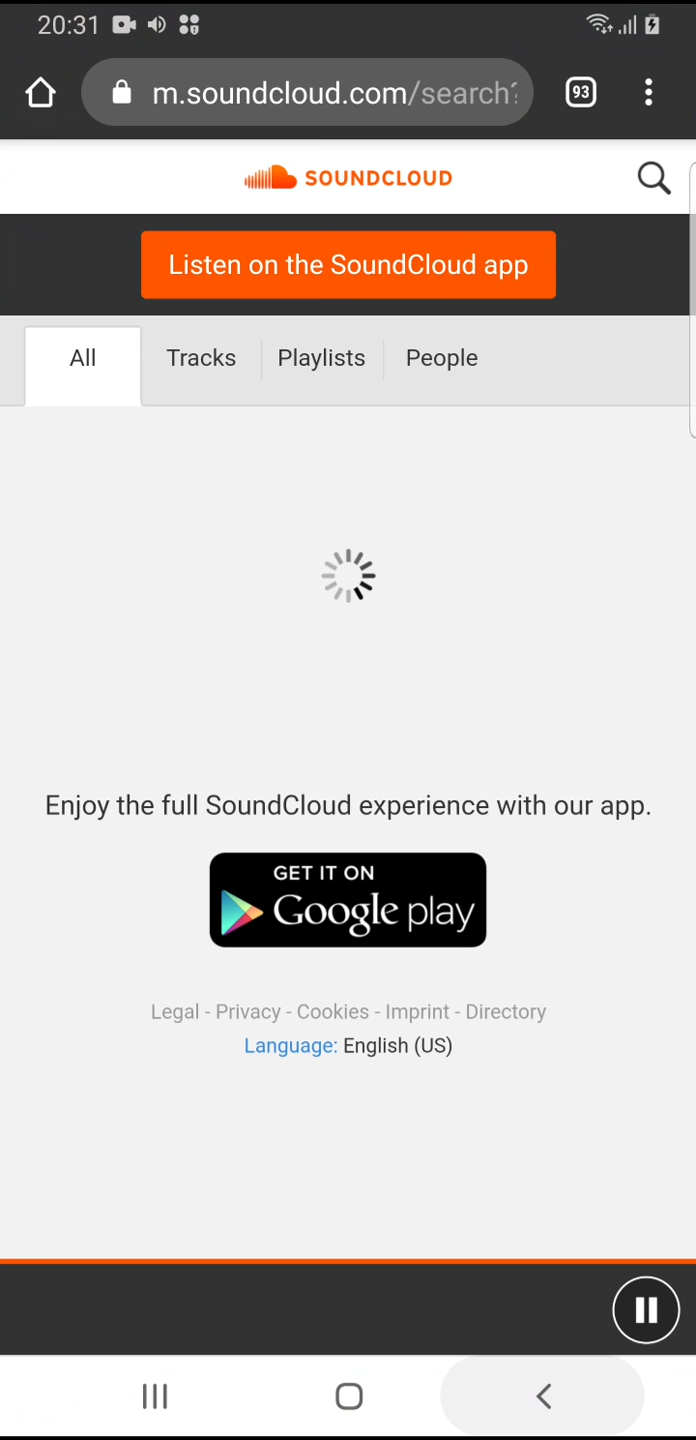 20:31
m.soundcloud.com/search?
93
SOUNDCLOUD
Listen on the SoundCloud app
All Tracks Playlists People
Enjoy the full SoundCloud experience with our app.
GET IT ON
Google play
Legal - Privacy - Cookies - Imprint - Directory
Language: English (US)